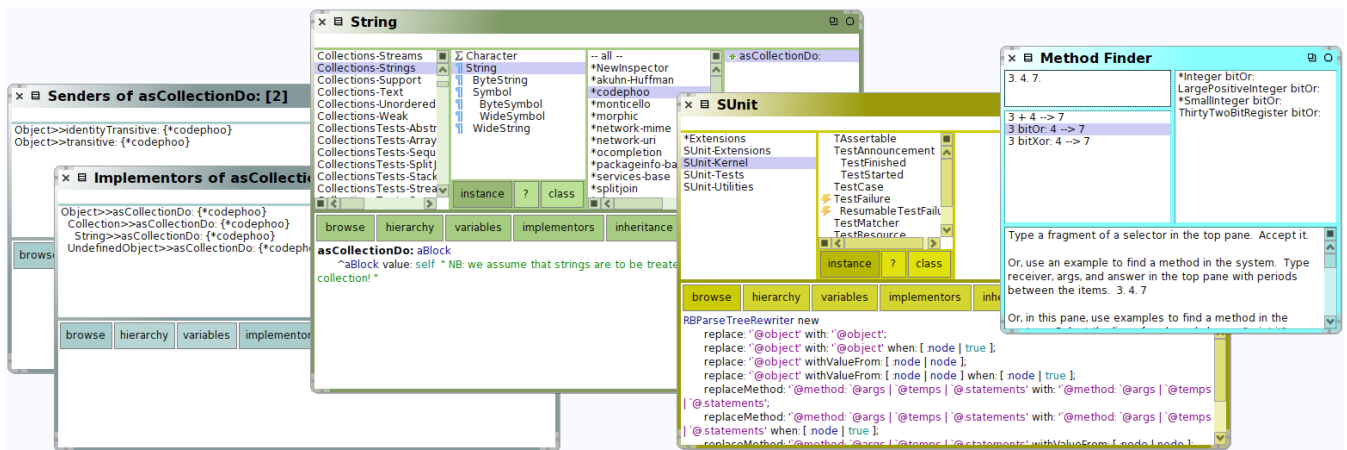 Senders of asCollectionDo: [2]
Object>>identityTransitive: {*codephoo}
Object>>transitive: {*codephoo}
Implementors of asCollecti
Object>>asCollectionDo: {*codephoo}
Collection>>asCollectionDo: {*codephoo}
String>>asCollectionDo: {*codephoo}
UndefinedObject>>asCollectionDo: {*codeph
browse hierarchy variables implementor
String
Collections-Streams
Collections-Strings
Collections-Support
Collections-Text
Collections-Unordered
Collections-Weak
CollectionsTests-Abstr
CollectionsTests-Array
CollectionsTests-Sequ
CollectionsTests-SplitJ
CollectionsTests-Stack
CollectionsTests-Strea
Σ Character
String
ByteString
Symbol
ByteSymbol
WideSymbol
WideString
instance ? class
-- all --
*NewInspector
*akuhn-Huffman
*codephoo
*monticello
*morphic
*network-mime
*network-uri
*ocompletion
*packageinfo-ba
*services-base
*splitjoin
asCollectionDo:
browse hierarchy variables implementors inheritance
asCollectionDo: aBlock
^aBlock value: self " NB: we assume that strings are to be treate
collection! "
SUnit
*Extensions
SUnit-Extensions
SUnit-Kernel
SUnit-Tests
SUnit-Utilities
TAssertable
TestAnnouncement
TestFinished
TestStarted
TestCase
TestFailure
ResumableTestFailu
TestMatcher
TestResource
instance ? class
browse hierarchy variables implementors inhe
RBParseTreeRewriter new
replace: '`@object' with: '`@object';
replace: '`@object' with: '`@object' when: [ :node | true ];
replace: '`@object' withValueFrom: [ :node | node ];
replace: '`@object' withValueFrom: [ :node | node ] when: [ :node | true ];
replaceMethod: '`@method: `@args | `@temps | `@.statements' with: '`@method: `@args | `@temps
| `@.statements';
replaceMethod: '`@method: `@args | `@temps | `@.statements' with: '`@method: `@args | `@temps
| `@.statements' when: [ :node | true ];
replaceMethod: '`@method: `@args | `@temps | `@.statements' withValueFrom: [ :node | node ];
Method Finder
3. 4. 7.
3 + 4 --> 7
3 bitOr: 4 --> 7
3 bitXor: 4 --> 7
*Integer bitOr:
LargePositiveInteger bitOr:
*SmallInteger bitOr:
ThirtyTwoBitRegister bitOr:
Type a fragment of a selector in the top pane. Accept it.
Or, use an example to find a method in the system. Type
receiver, args, and answer in the top pane with periods
between the items. 3. 4. 7
Or, in this pane, use examples to find a method in the